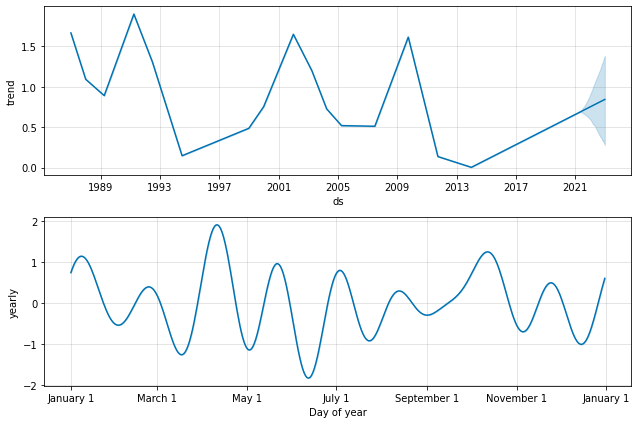 1.5
1.0
0.5
0.0
trend
1989 1993 1997 2001 2005 2009 2013 2017 2021
ds
2
1
0
−1
−2
yearly
January 1 March 1 May 1 July 1 September 1 November 1 January 1
Day of year